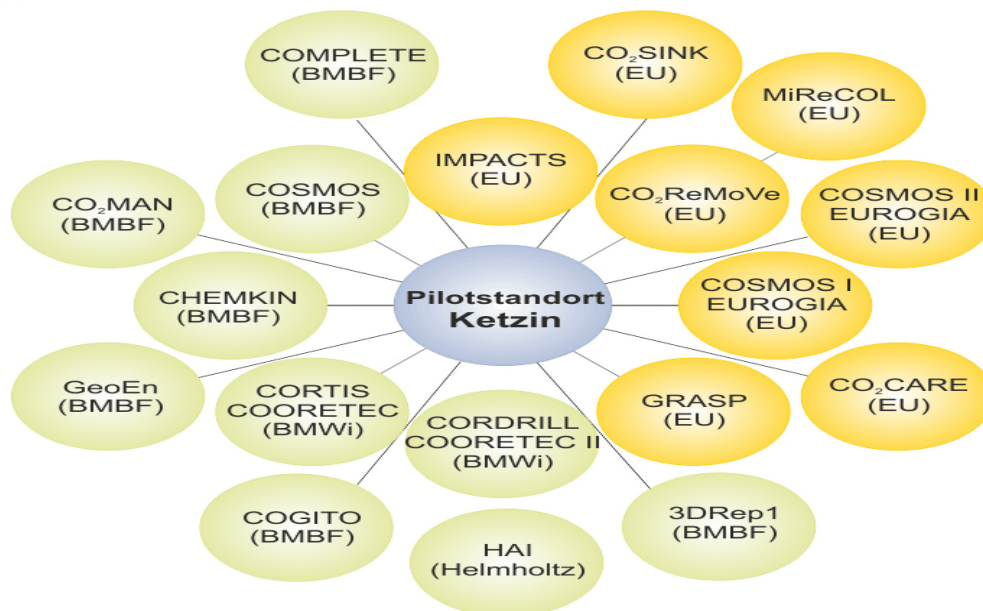 COMPLETE
(BMBF)
CO₂SINK
(EU)
MiReCOL
(EU)
IMPACTS
(EU)
COSMOS
(BMBF)
CO₂ReMoVe
(EU)
CO₂MAN
(BMBF)
COSMOS II
EUROGIA
(EU)
Pilotstandort
Ketzin
CHEMKIN
(BMBF)
COSMOS I
EUROGIA
(EU)
GeoEn
(BMBF)
CORTIS
COORETEC
(BMWi)
CORDRILL
COORETEC II
(BMWi)
GRASP
(EU)
CO₂CARE
(EU)
COGITO
(BMBF)
HAI
(Helmholtz)
3DRep1
(BMBF)